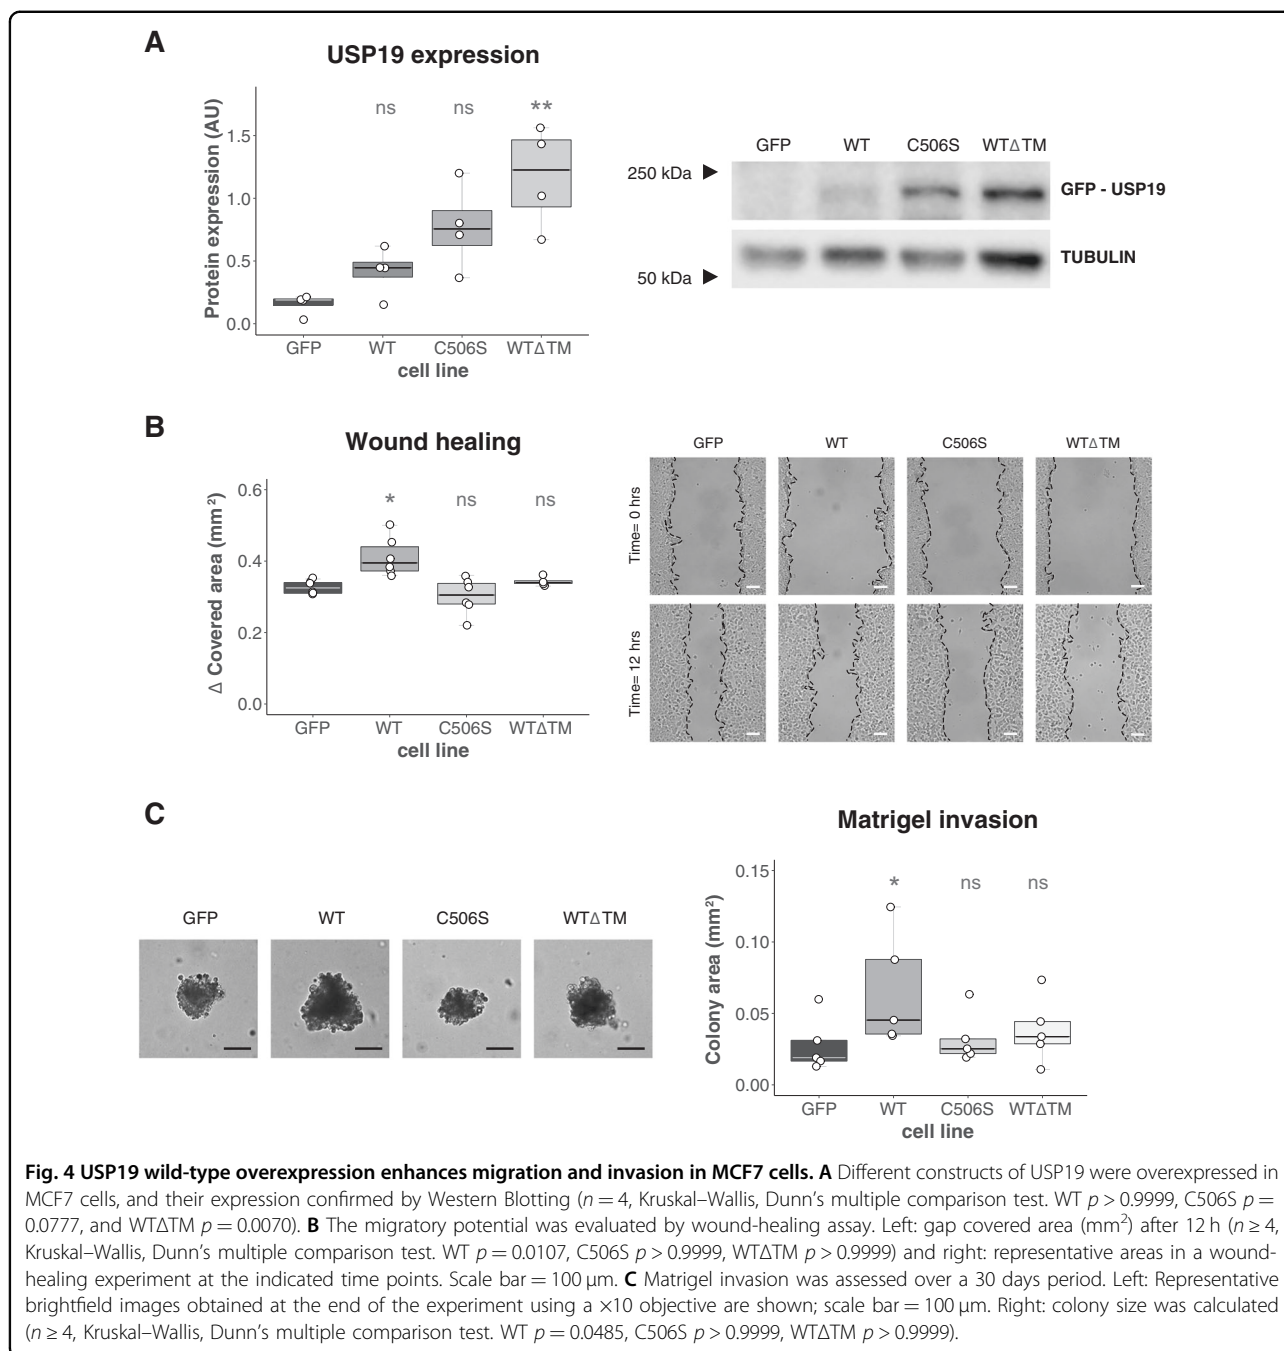 A
USP19 expression
Protein expression (AU)
1.5
1.0
0.5
0.0
ns
ns
**
GFP
WT
C506S
WTΔTM
cell line
GFP
WT
C506S
WTΔTM
250 kDa
GFP - USP19
50 kDa
TUBULIN
B
Wound healing
Δ Covered area (mm²)
0.6
0.4
0.2
0.0
*
ns
ns
GFP
WT
C506S
WTΔTM
cell line
GFP
WT
C506S
WTΔTM
Time= 0 hrs
Time= 12 hrs
C
GFP
WT
C506S
WTΔTM
Matrigel invasion
Colony area (mm²)
0.15
0.10
0.05
0.00
*
ns
ns
GFP
WT
C506S
WTΔTM
cell line
Fig. 4 USP19 wild-type overexpression enhances migration and invasion in MCF7 cells. A Different constructs of USP19 were overexpressed in
MCF7 cells, and their expression confirmed by Western Blotting (n = 4, Kruskal–Wallis, Dunn's multiple comparison test. WT p > 0.9999, C506S p =
0.0777, and WTΔTM p = 0.0070). B The migratory potential was evaluated by wound-healing assay. Left: gap covered area (mm²) after 12 h (n ≥ 4,
Kruskal–Wallis, Dunn's multiple comparison test. WT p = 0.0107, C506S p > 0.9999, WTΔTM p > 0.9999) and right: representative areas in a wound-
healing experiment at the indicated time points. Scale bar = 100 μm. C Matrigel invasion was assessed over a 30 days period. Left: Representative
brightfield images obtained at the end of the experiment using a ×10 objective are shown; scale bar = 100 μm. Right: colony size was calculated
(n ≥ 4, Kruskal–Wallis, Dunn's multiple comparison test. WT p = 0.0485, C506S p > 0.9999, WTΔTM p > 0.9999).